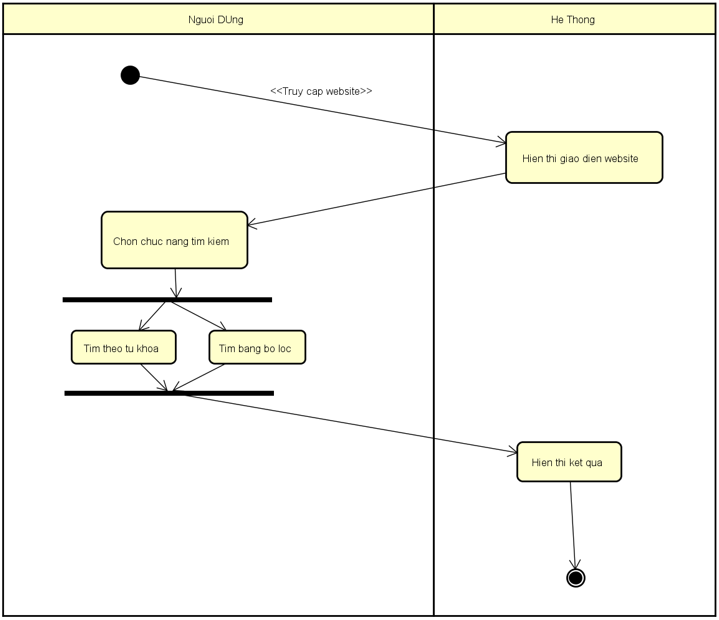 Nguoi DUng
He Thong
<<Truy cap website>>
Hien thi giao dien website
Chon chuc nang tim kiem
Tim theo tu khoa
Tim bang bo loc
Hien thi ket qua